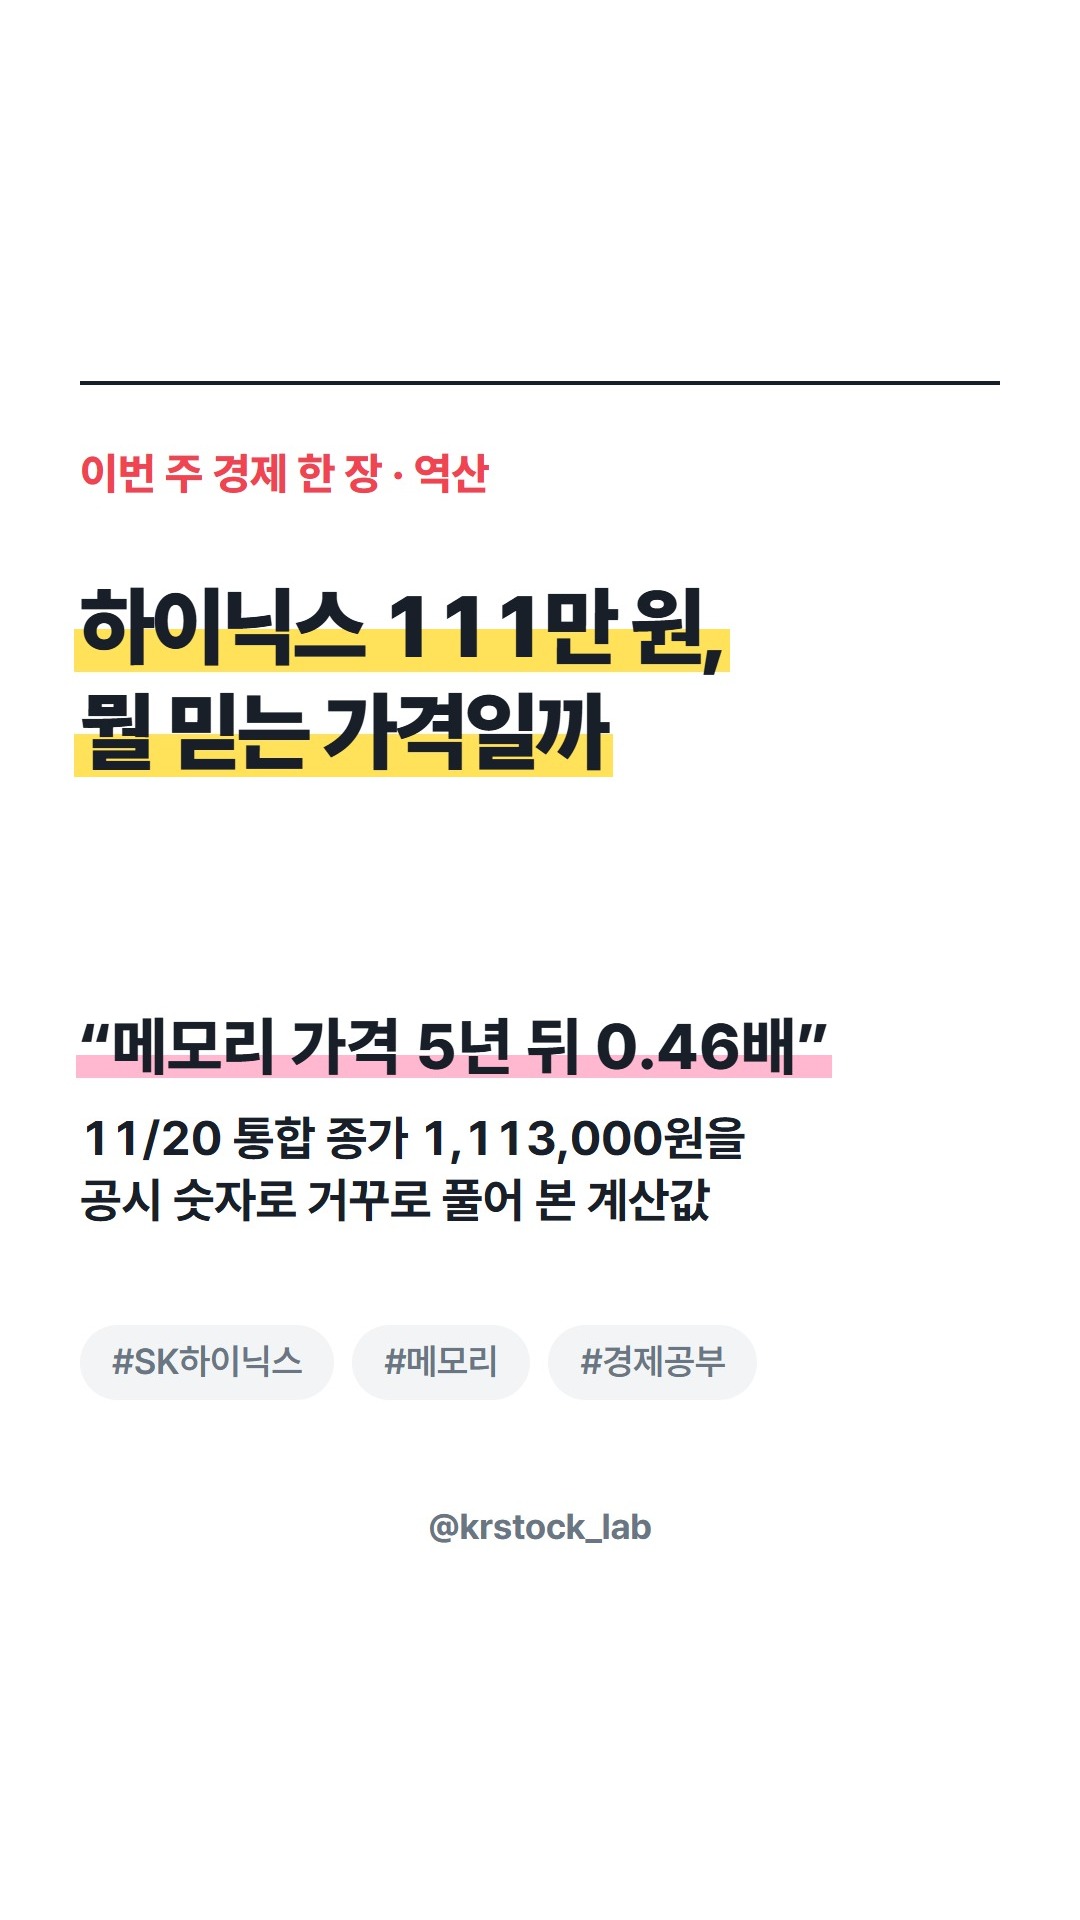 이번 주 경제 한 장 · 역산
하이닉스 111만 원,
뭘 믿는 가격일까
“메모리 가격 5년 뒤 0.46배”
11/20 통합 종가 1,113,000원을
공시 숫자로 거꾸로 풀어 본 계산값
#SK하이닉스 #메모리 #경제공부
@krstock_lab